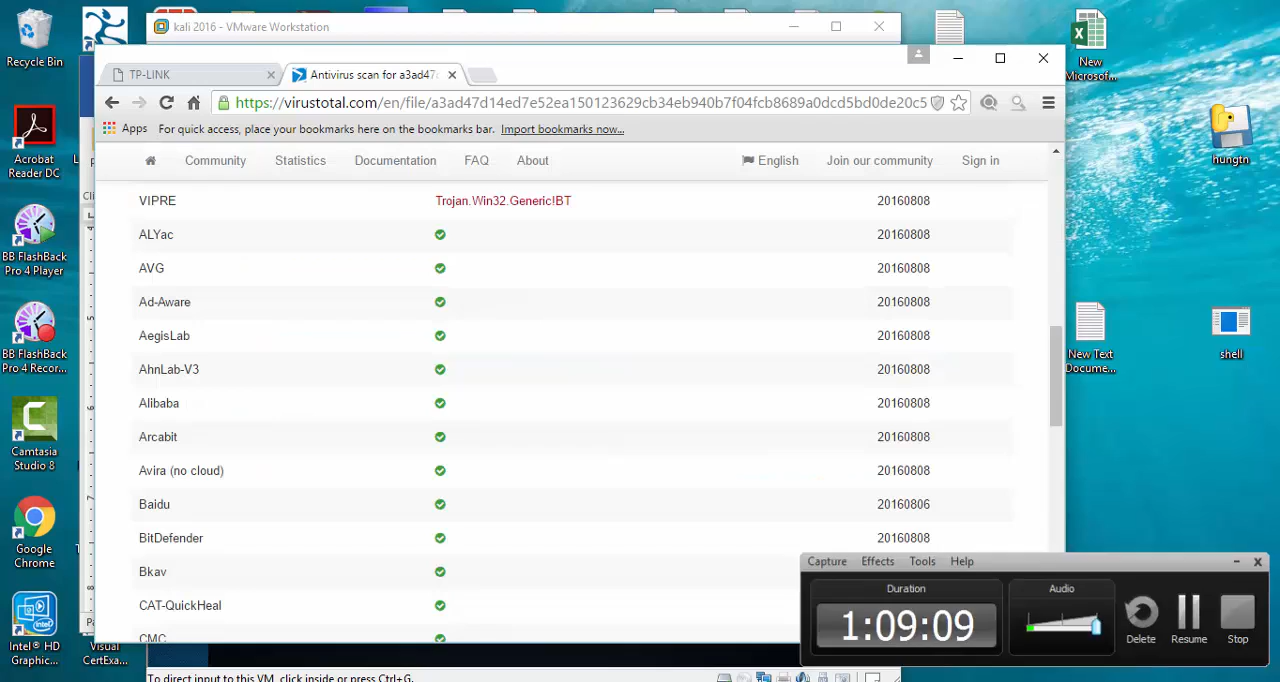 Recycle Bin
Acrobat
Reader DC
BB FlashBack
Pro 4 Player
BB FlashBack
Pro 4 Recor...
Camtasia
Studio 8
Google
Chrome
Intel® HD
Graphic...
Visual
CertExa...
kali 2016 - VMware Workstation
TP-LINK
Antivirus scan for a3ad47
https://virustotal.com/en/file/a3ad47d14ed7e52ea150123629cb34eb940b7f04fcb8689a0dcd5bd0de20c5
Apps For quick access, place your bookmarks here on the bookmarks bar. Import bookmarks now...
Community Statistics Documentation FAQ About English Join our community Sign in
VIPRE Trojan.Win32.Generic!BT 20160808
ALYac 20160808
AVG 20160808
Ad-Aware 20160808
AegisLab 20160808
AhnLab-V3 20160808
Alibaba 20160808
Arcabit 20160808
Avira (no cloud) 20160808
Baidu 20160806
BitDefender 20160808
Bkav
CAT-QuickHeal
CMC
To direct input to this VM, click inside or press Ctrl+G.
New
Microsof...
hungtn
New Text
Docume...
shell
Capture Effects Tools Help
Duration Audio
1:09:09
Delete Resume Stop